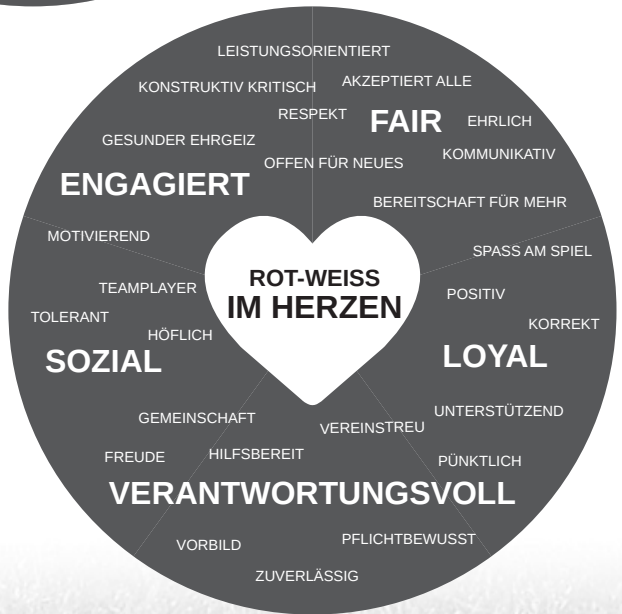 LEISTUNGSORIENTIERT
KONSTRUKTIV KRITISCH
AKZEPTIERT ALLE
RESPEKT
FAIR
EHRLICH
GESUNDER EHRGEIZ
OFFEN FÜR NEUES
KOMMUNIKATIV
ENGAGIERT
BEREITSCHAFT FÜR MEHR
MOTIVIEREND
SPASS AM SPIEL
ROT-WEISS
IM HERZEN
TEAMPLAYER
POSITIV
TOLERANT
KORREKT
HÖFLICH
SOZIAL
LOYAL
GEMEINSCHAFT
UNTERSTÜTZEND
VEREINSTREU
FREUDE
HILFSBEREIT
PÜNKTLICH
VERANTWORTUNGSVOLL
VORBILD
PFLICHTBEWUSST
ZUVERLÄSSIG